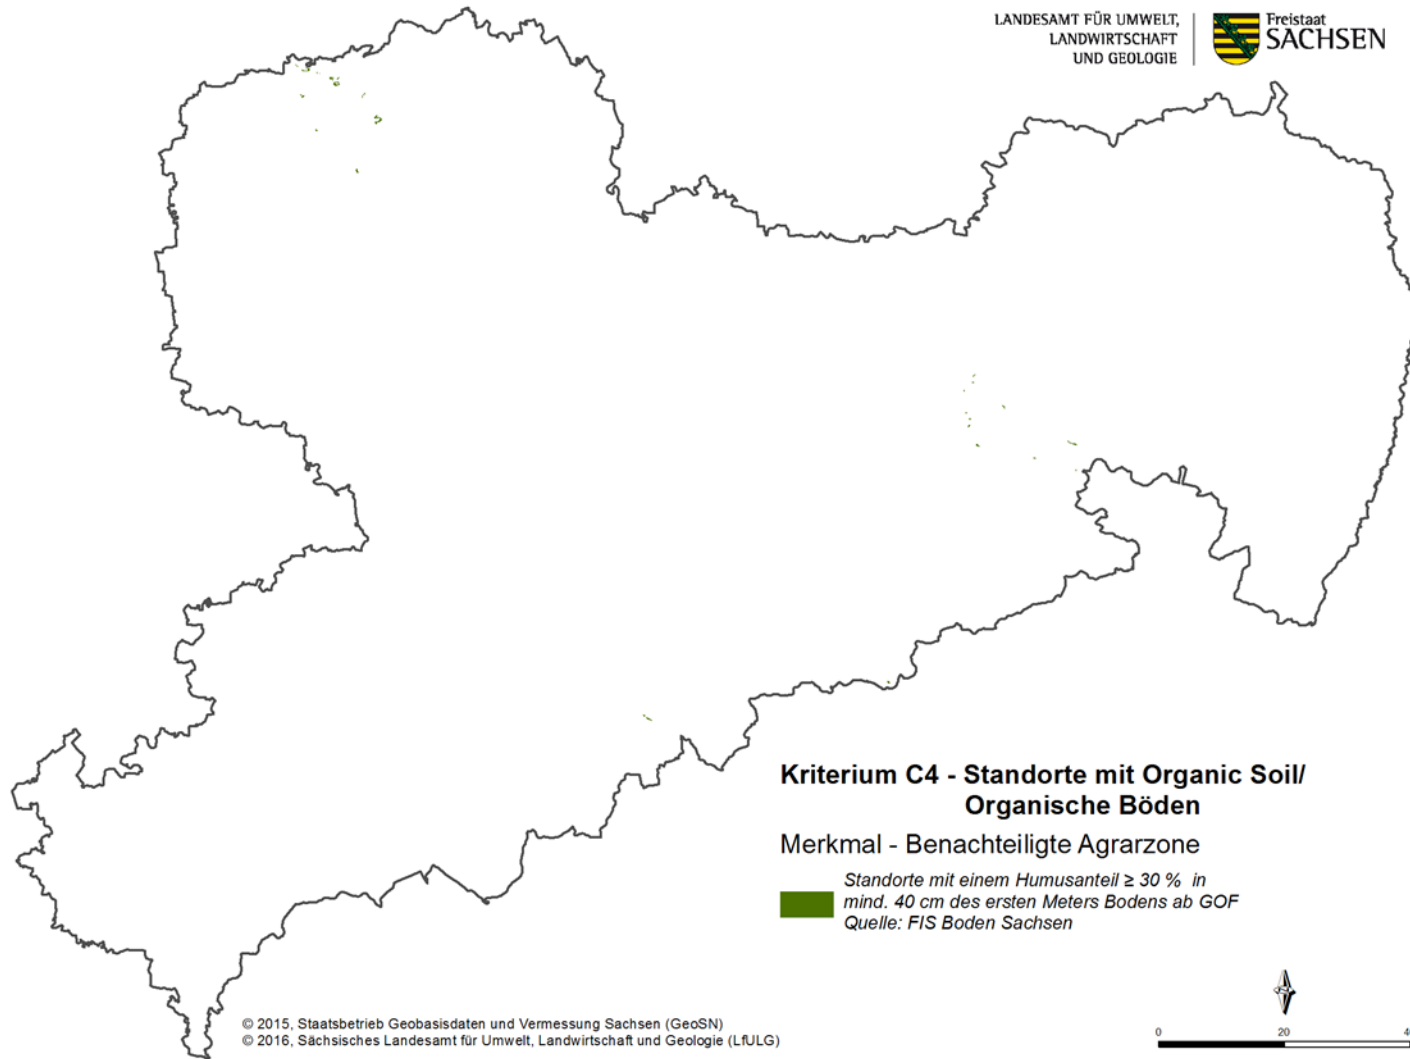 LANDESAMT FÜR UMWELT,
LANDWIRTSCHAFT
UND GEOLOGIE
Freistaat
SACHSEN
Kriterium C4 - Standorte mit Organic Soil/
Organische Böden
Merkmal - Benachteiligte Agrarzone
Standorte mit einem Humusanteil ≥ 30 % in
mind. 40 cm des ersten Meters Bodens ab GOF
Quelle: FIS Boden Sachsen
N
© 2015, Staatsbetrieb Geobasisdaten und Vermessung Sachsen (GeoSN)
© 2016, Sächsisches Landesamt für Umwelt, Landwirtschaft und Geologie (LfULG)
0 20